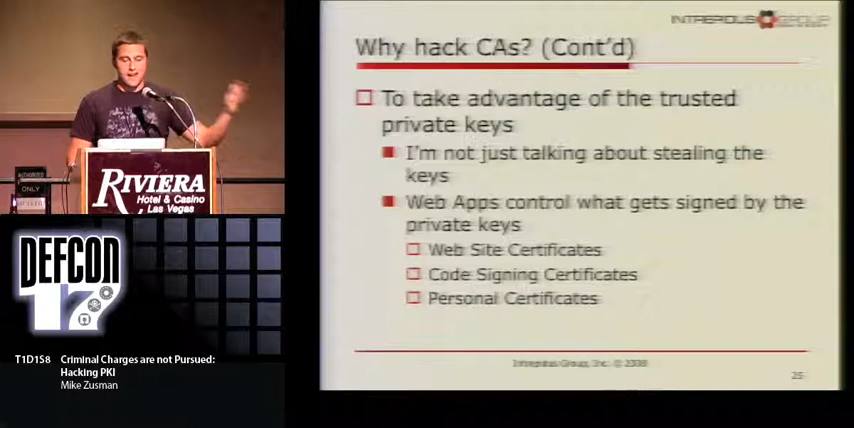 INTREPIDUS GROUP
Why hack CAs? (Cont'd)
To take advantage of the trusted
private keys
I'm not just talking about stealing the
keys
Web Apps control what gets signed by the
private keys
Web Site Certificates
Code Signing Certificates
Personal Certificates
Intrepidus Group, Inc. © 2008
25
AUTHORIZED
ONLY
RIVIERA
Hotel & Casino
Las Vegas
DEFCON
17
T1D1S8 Criminal Charges are not Pursued:
Hacking PKI
Mike Zusman